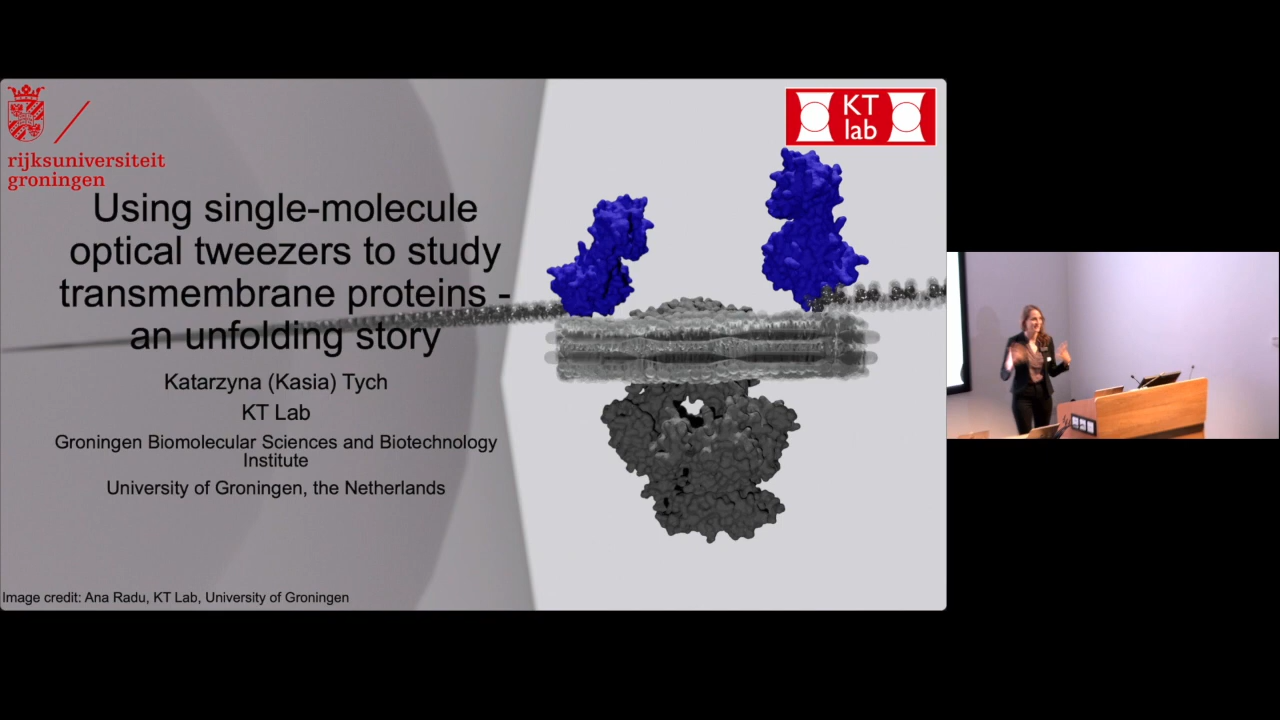 rijksuniversiteit
groningen
KT
lab
Using single-molecule
optical tweezers to study
transmembrane proteins -
an unfolding story
Katarzyna (Kasia) Tych
KT Lab
Groningen Biomolecular Sciences and Biotechnology
Institute
University of Groningen, the Netherlands
Image credit: Ana Radu, KT Lab, University of Groningen